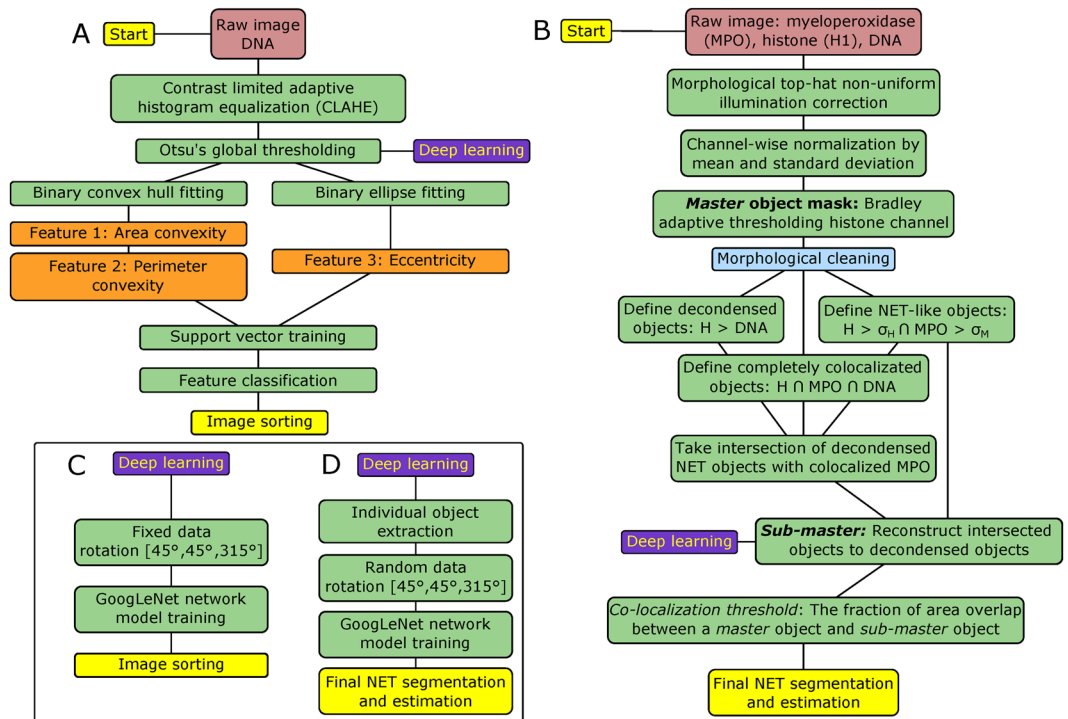 A
Start
Raw image
DNA
Contrast limited adaptive
histogram equalization (CLAHE)
Otsu's global thresholding
Deep learning
Binary convex hull fitting
Binary ellipse fitting
Feature 1: Area convexity
Feature 2: Perimeter
convexity
Feature 3: Eccentricity
Support vector training
Feature classification
Image sorting
B
Start
Raw image: myeloperoxidase
(MPO), histone (H1), DNA
Morphological top-hat non-uniform
illumination correction
Channel-wise normalization by
mean and standard deviation
Master object mask: Bradley
adaptive thresholding histone channel
Morphological cleaning
Define decondensed
objects: H > DNA
Define NET-like objects:
H > σH ∩ MPO > σM
Define completely colocalizated
objects: H ∩ MPO ∩ DNA
Take intersection of decondensed
NET objects with colocalized MPO
Deep learning
Sub-master: Reconstruct intersected
objects to decondensed objects
Co-localization threshold: The fraction of area overlap
between a master object and sub-master object
Final NET segmentation
and estimation
C
Deep learning
Fixed data
rotation [45°,45°,315°]
GoogLeNet network
model training
Image sorting
D
Deep learning
Individual object
extraction
Random data
rotation [45°,45°,315°]
GoogLeNet network
model training
Final NET segmentation
and estimation